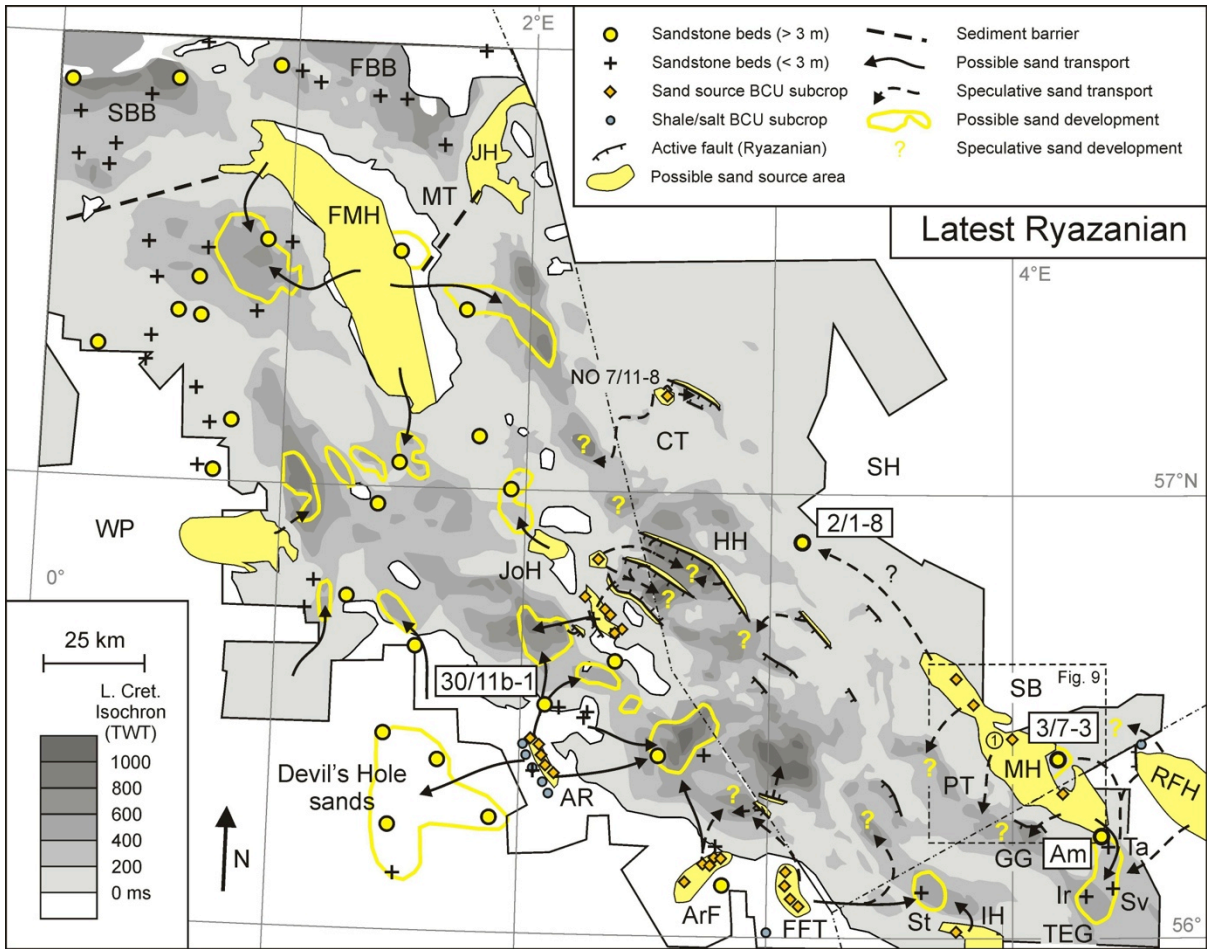 2°E
Sandstone beds (> 3 m)
Sediment barrier
Sandstone beds (< 3 m)
Possible sand transport
Sand source BCU subcrop
Speculative sand transport
Shale/salt BCU subcrop
Possible sand development
Active fault (Ryazanian)
?
Speculative sand development
Possible sand source area
Latest Ryazanian
FBB
SBB
JH
MT
FMH
4°E
NO 7/11-8
CT
?
SH
57°N
?
WP
2/1-8
HH
?
JoH
?
?
0°
?
25 km
L. Cret.
Isochron
(TWT)
1000
800
600
400
200
0 ms
N
30/11b-1
SB
Fig. 9
?
1
3/7-3
MH
?
RFH
Devil's Hole
sands
AR
PT
?
?
?
Am
Ta
GG
ArF
FFT
St
IH
Ir
Sv
TEG
56°